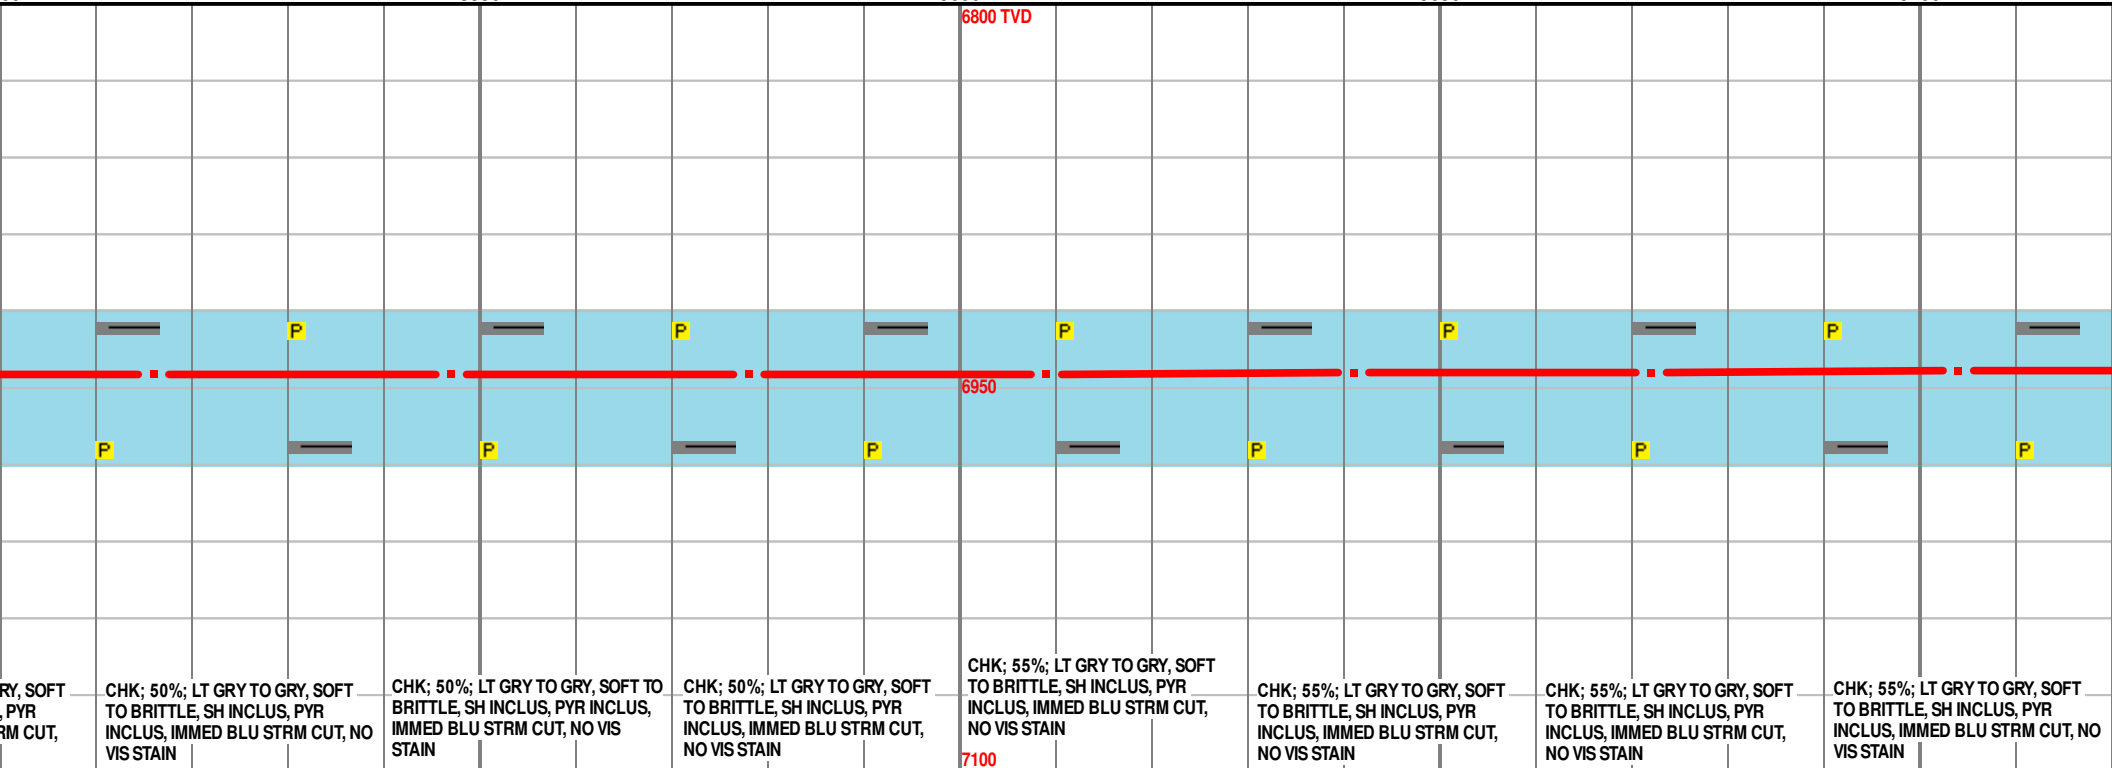 6800 TVD
P
P
P
P
P
6950
P
P
P
P
P
P
RY, SOFT
, PYR
RM CUT,
CHK; 50%; LT GRY TO GRY, SOFT
TO BRITTLE, SH INCLUS, PYR
INCLUS, IMMED BLU STRM CUT, NO
VIS STAIN
CHK; 50%; LT GRY TO GRY, SOFT TO
BRITTLE, SH INCLUS, PYR INCLUS,
IMMED BLU STRM CUT, NO VIS
STAIN
CHK; 50%; LT GRY TO GRY, SOFT
TO BRITTLE, SH INCLUS, PYR
INCLUS, IMMED BLU STRM CUT,
NO VIS STAIN
CHK; 55%; LT GRY TO GRY, SOFT
TO BRITTLE, SH INCLUS, PYR
INCLUS, IMMED BLU STRM CUT,
NO VIS STAIN
CHK; 55%; LT GRY TO GRY, SOFT
TO BRITTLE, SH INCLUS, PYR
INCLUS, IMMED BLU STRM CUT,
NO VIS STAIN
CHK; 55%; LT GRY TO GRY, SOFT
TO BRITTLE, SH INCLUS, PYR
INCLUS, IMMED BLU STRM CUT,
NO VIS STAIN
CHK; 55%; LT GRY TO GRY, SOFT
TO BRITTLE, SH INCLUS, PYR
INCLUS, IMMED BLU STRM CUT, NO
VIS STAIN
7100